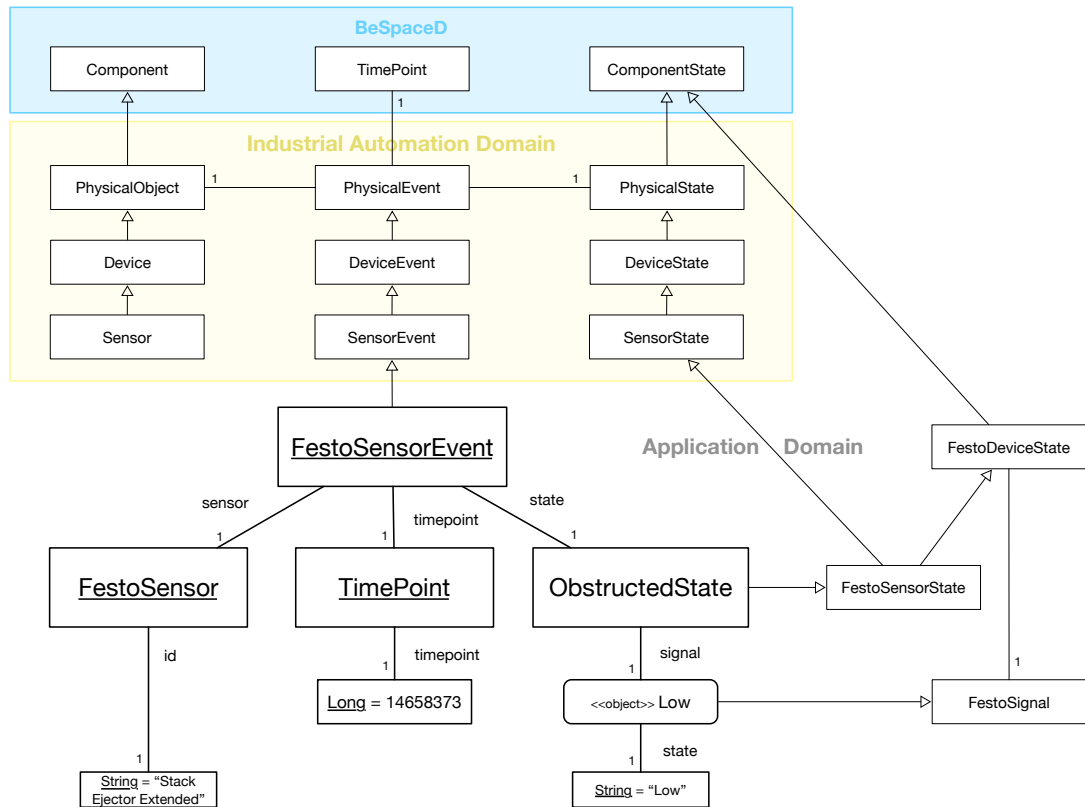 BeSpaceD
Component
TimePoint
ComponentState
1
Industrial Automation Domain
PhysicalObject
1
PhysicalEvent
1
PhysicalState
Device
DeviceEvent
DeviceState
Sensor
SensorEvent
SensorState
FestoSensorEvent
Application Domain
FestoDeviceState
sensor
state
timepoint
1
1
1
FestoSensor
TimePoint
ObstructedState
FestoSensorState
id
timepoint
signal
1
1
1
Long = 14658373
<<object>> Low
FestoSignal
state
1
1
String = “Stack
Ejector Extended”
String = “Low”